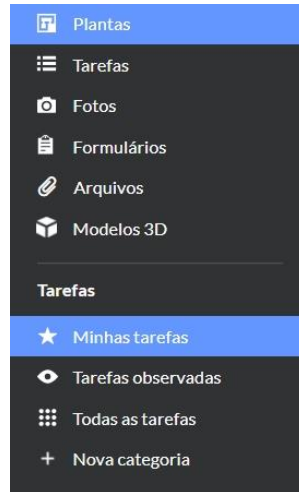 Plantas
Tarefas
Fotos
Formulários
Arquivos
Modelos 3D
Tarefas
Minhas tarefas
Tarefas observadas
Todas as tarefas
+ Nova categoria